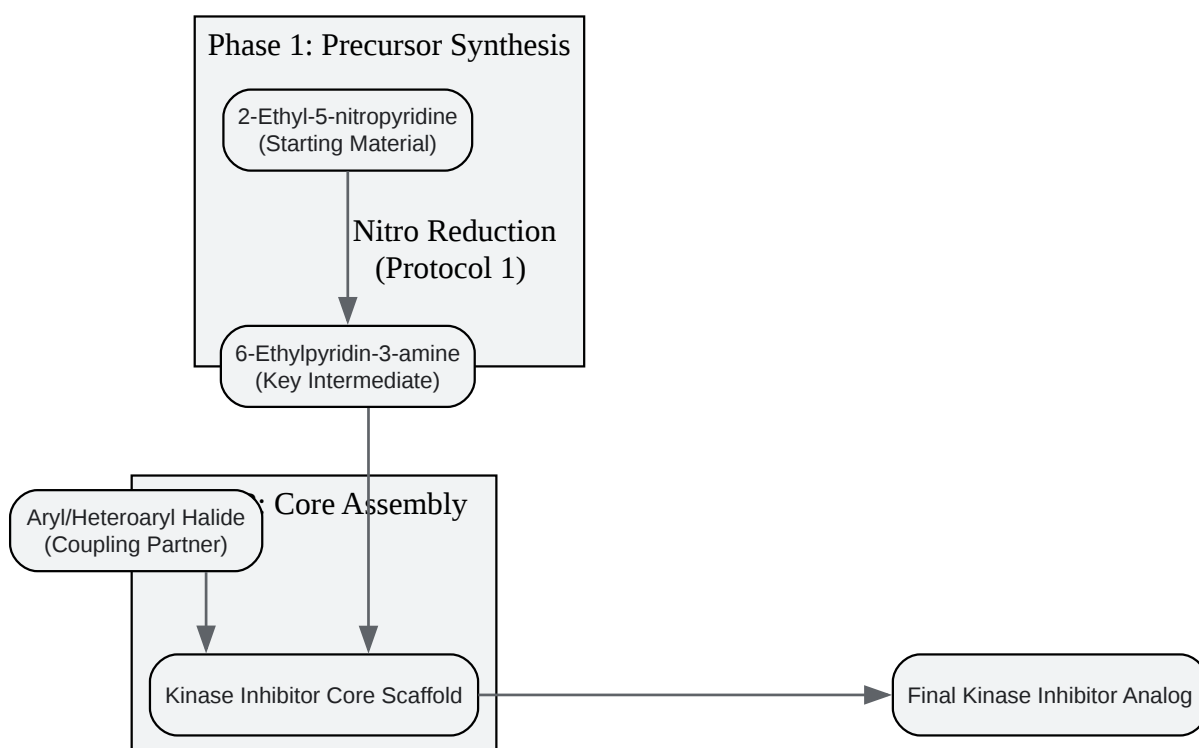 Phase 1: Precursor Synthesis
2-Ethyl-5-nitropyridine
(Starting Material)
Nitro Reduction
(Protocol 1)
6-Ethylpyridin-3-amine
(Key Intermediate)
: Core Assembly
Aryl/Heteroaryl Halide
(Coupling Partner)
Kinase Inhibitor Core Scaffold
Final Kinase Inhibitor Analog